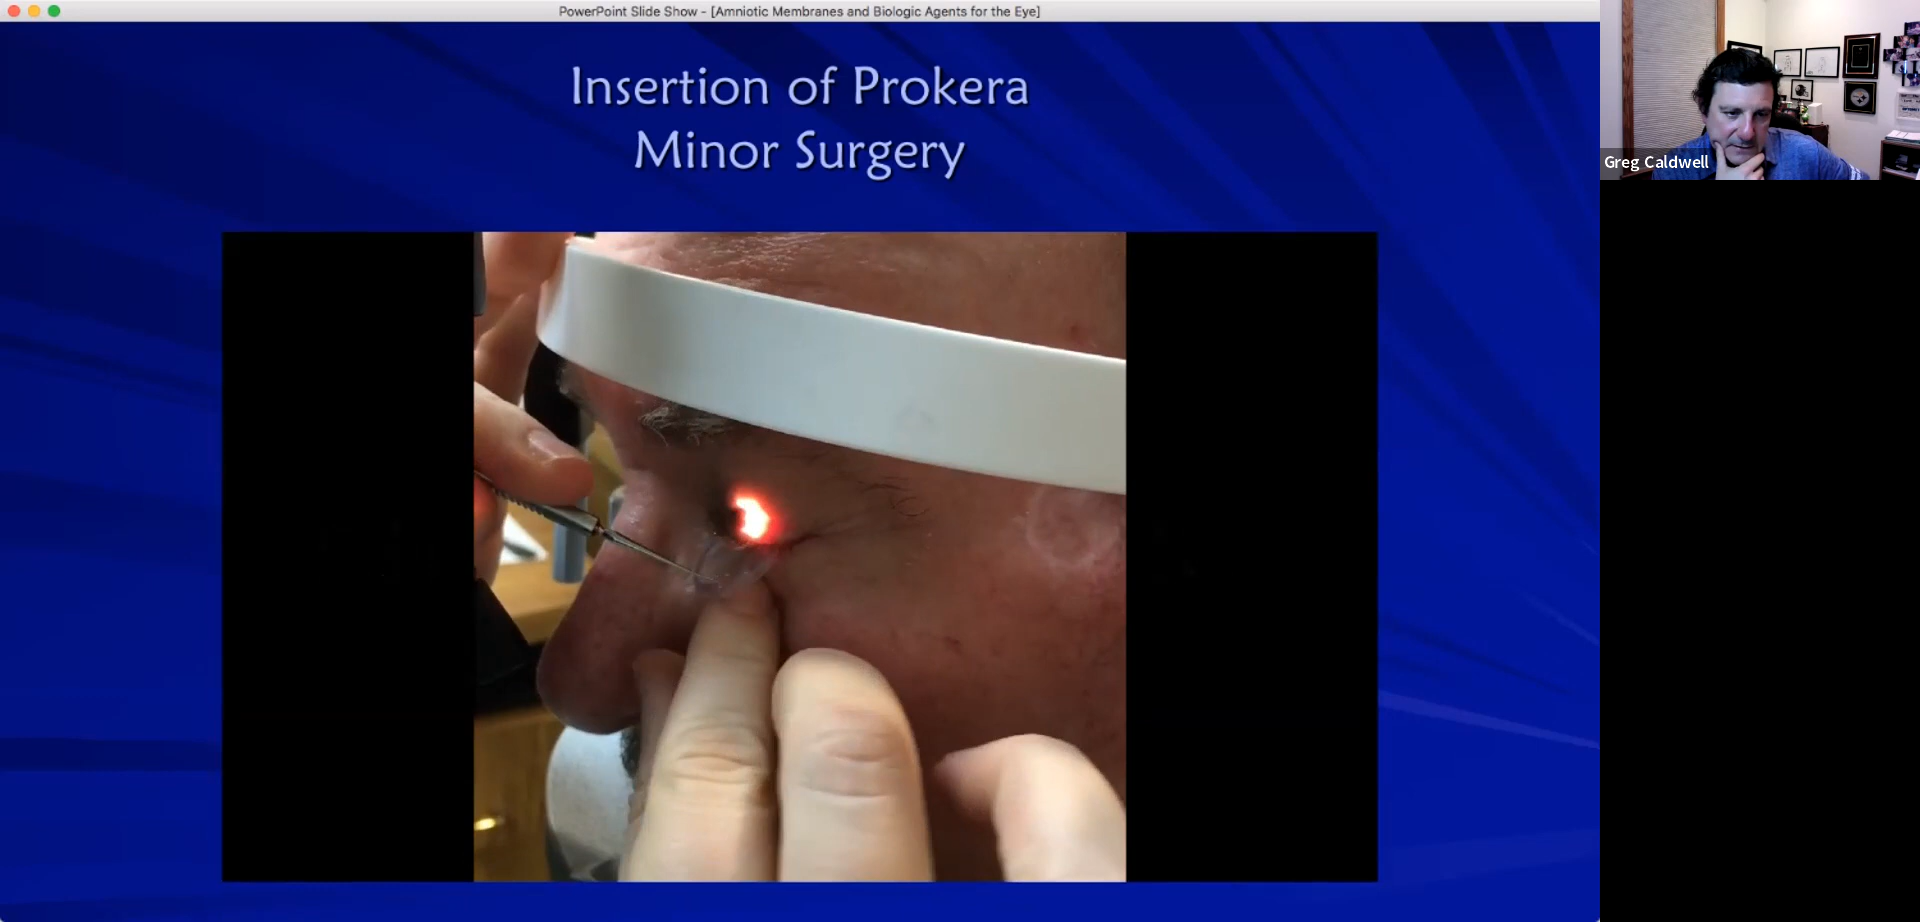 PowerPoint Slide Show - [Amniotic Membranes and Biologic Agents for the Eye]
Insertion of Prokera
Minor Surgery
Greg Caldwell